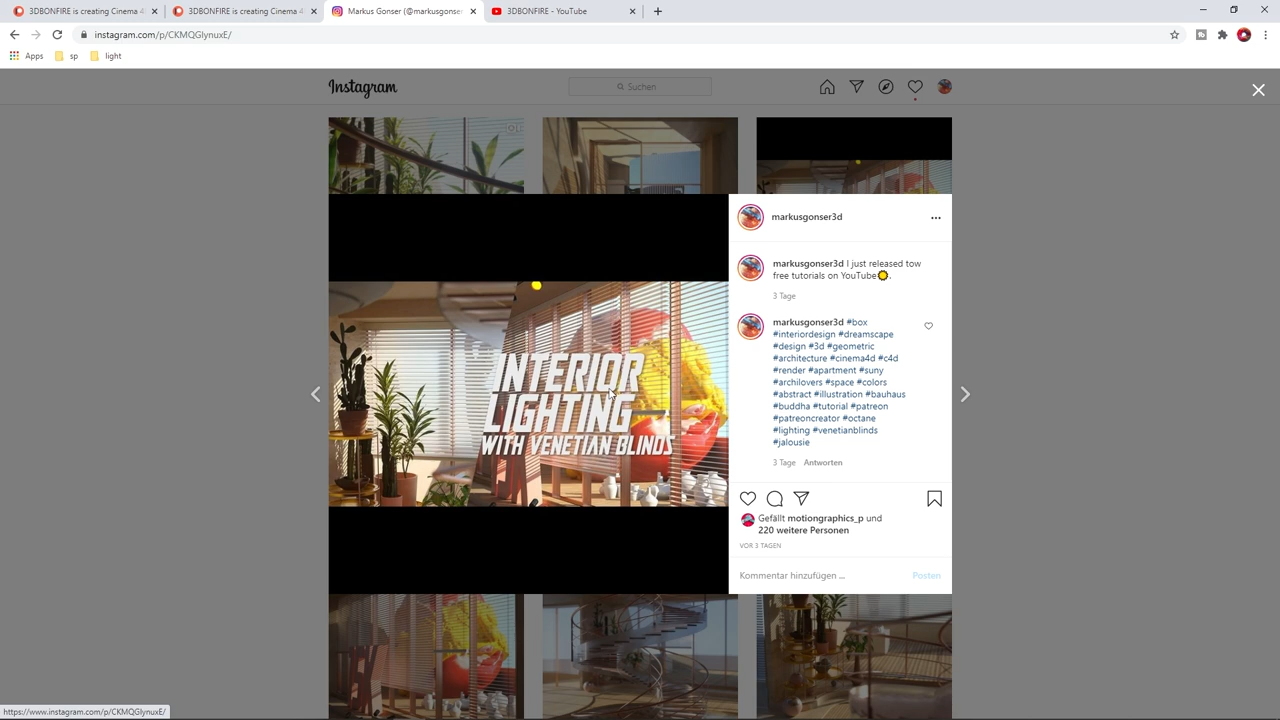 3DBONFIRE is creating Cinema 4
3DBONFIRE is creating Cinema 4
Markus Gonser (@markusgonser
3DBONFIRE - YouTube
instagram.com/p/CKMQGlynuxE/
Apps
sp
light
Instagram
Suchen
INTERIOR
LIGHTING
WITH VENETIAN BLINDS
markusgonser3d
markusgonser3d I just released tow
free tutorials on YouTube🌞.
3 Tage
markusgonser3d #box
#interiordesign #dreamscape
#design #3d #geometric
#architecture #cinema4d #c4d
#render #apartment #suny
#archilovers #space #colors
#abstract #illustration #bauhaus
#buddha #tutorial #patreon
#patreoncreator #octane
#lighting #venetianblinds
#jalousie
3 Tage Antworten
Gefällt motiongraphics_p und
220 weitere Personen
VOR 3 TAGEN
Kommentar hinzufügen ...
Posten
https://www.instagram.com/p/CKMQGlynuxE/